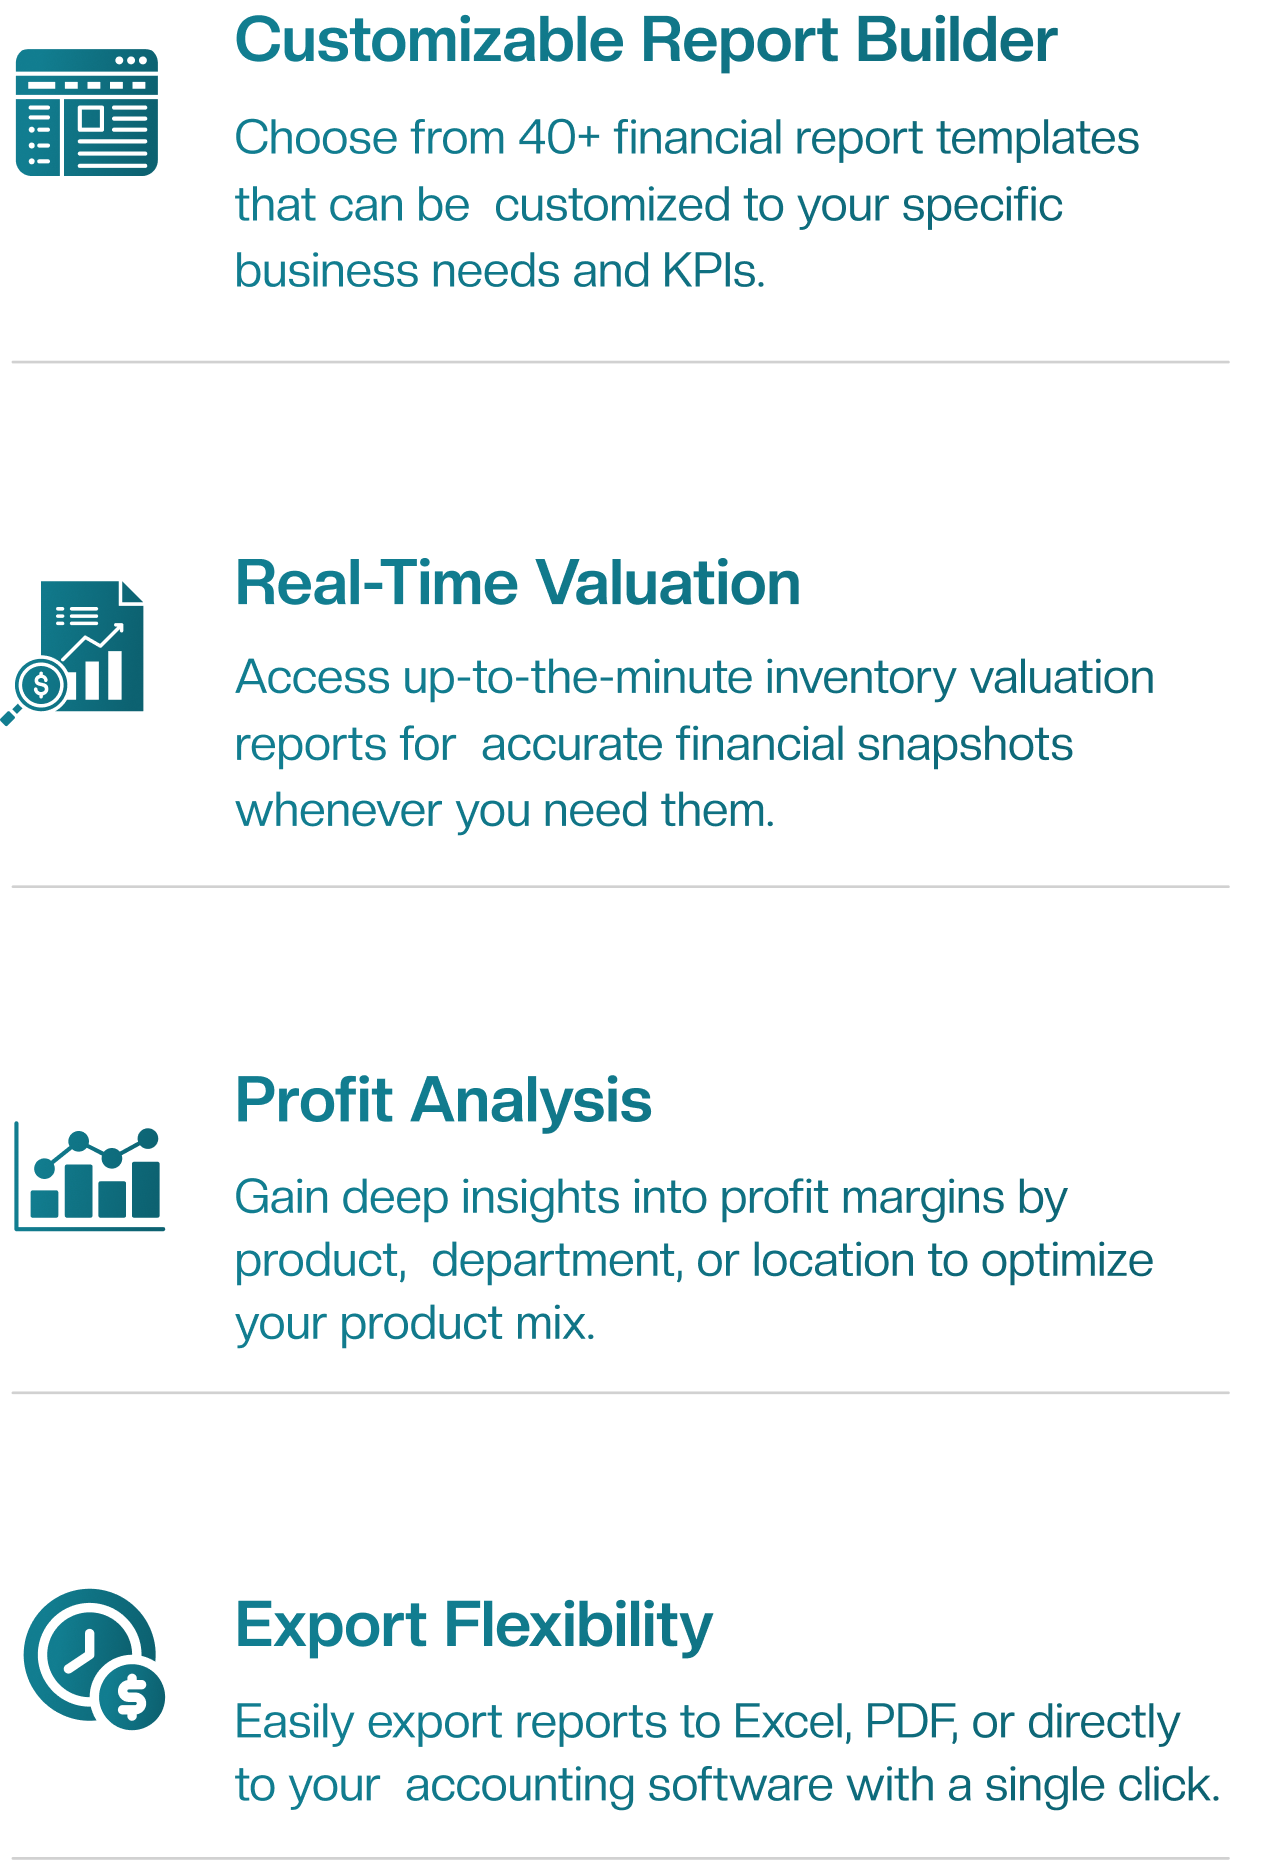 Customizable Report Builder
Choose from 40+ financial report templates
that can be  customized to your specific
business needs and KPIs.
Real-Time Valuation
$
Access up-to-the-minute inventory valuation
reports for  accurate financial snapshots
whenever you need them.
Profit Analysis
Gain deep insights into profit margins by
product,  department, or location to optimize
your product mix.
Export Flexibility
$
Easily export reports to Excel, PDF, or directly
to your  accounting software with a single click.